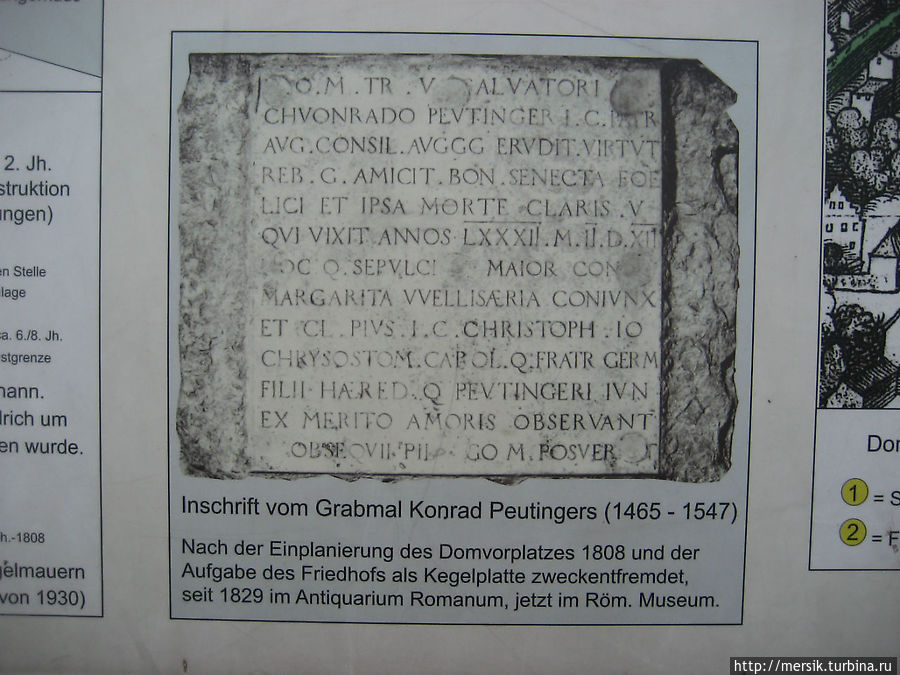 2. Jh.
struktion
ungen)
en Stelle
lage
ca. 6./8. Jh.
stgrenze
mann.
drich um
en wurde.
h.-1808
gelmauern
von 1930)
O.M.TR.V SALVATORI
CHVONRADO PEVTINGER I.C.PATR
AVG.CONSIL.AVGGG ERVDIT.VIRTVT
REB.G.AMICIT.BON.SENECTA FOE
LICI ET IPSA MORTE CLARIS.V
QVI VIXIT ANNOS LXXXII.M.II.D.XIII
HOC Q.SEPVLCI MAIOR CON
MARGARITA VVELLISÆRIA CONIVNX
ET CL.PIVS.I.C.CHRISTOPH.IO
CHRYSOSTOM.CAROL.Q.FRATR GERM
FILII HÆRED.Q PEVTINGERI IVN
EX MERITO AMORIS OBSERVANT
OBSEQVII PII GO M.POSVER T
Inschrift vom Grabmal Konrad Peutingers (1465 - 1547)
Nach der Einplanierung des Domvorplatzes 1808 und der
Aufgabe des Friedhofs als Kegelplatte zweckentfremdet,
seit 1829 im Antiquarium Romanum, jetzt im Röm. Museum.
Dom
1 = S
2 = F
http://mersik.turbina.ru